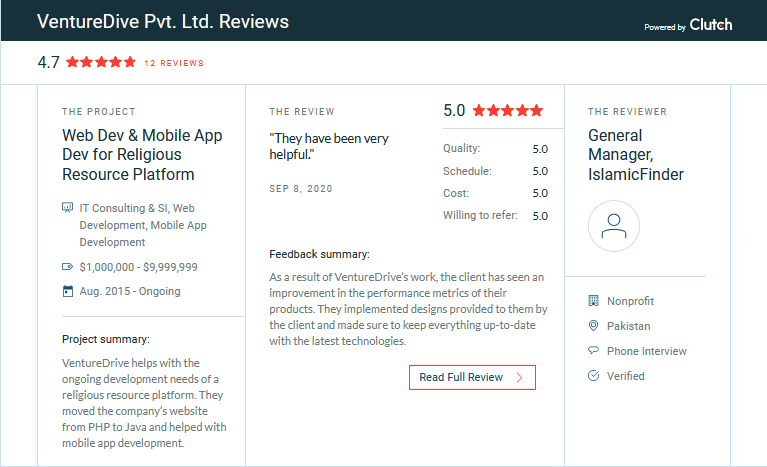 VentureDive Pvt. Ltd. Reviews
Powered by Clutch
4.7 12 REVIEWS
THE PROJECT
Web Dev & Mobile App
Dev for Religious
Resource Platform
IT Consulting & SI, Web
Development, Mobile App
Development
$1,000,000 - $9,999,999
Aug. 2015 - Ongoing
Project summary:
VentureDrive helps with the
ongoing development needs of a
religious resource platform. They
moved the company's website
from PHP to Java and helped with
mobile app development.
THE REVIEW
"They have been very
helpful."
SEP 8, 2020
5.0
Quality: 5.0
Schedule: 5.0
Cost: 5.0
Willing to refer: 5.0
Feedback summary:
As a result of VentureDrive's work, the client has seen an
improvement in the performance metrics of their
products. They implemented designs provided to them by
the client and made sure to keep everything up-to-date
with the latest technologies.
Read Full Review
THE REVIEWER
General
Manager,
IslamicFinder
Nonprofit
Pakistan
Phone Interview
Verified